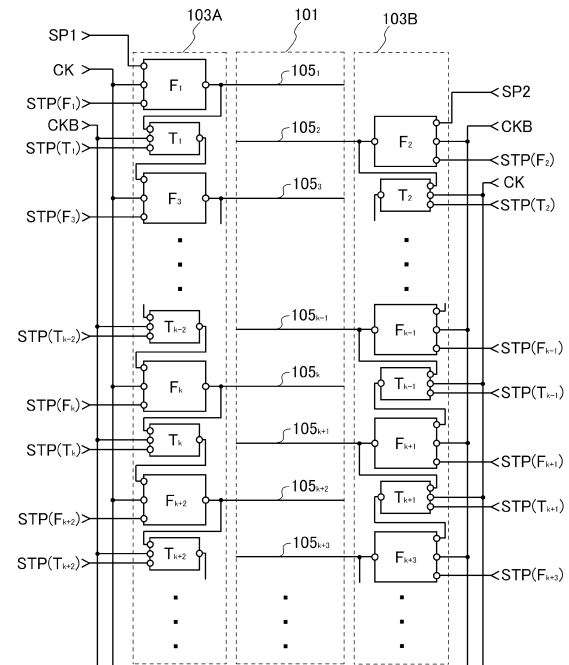 103A 101 103B
SP1
CK F₁ 105₁ SP2
STP(F₁)
CKB T₁ 105₂ F₂ CKB
STP(T₁) STP(F₂)
F₃ 105₃ T₂ CK
STP(F₃) STP(T₂)
Tₖ₋₂ 105ₖ₋₁ Fₖ₋₁
STP(Tₖ₋₂) STP(Fₖ₋₁)
Fₖ 105ₖ Tₖ₋₁
STP(Fₖ) STP(Tₖ₋₁)
Tₖ 105ₖ₊₁ Fₖ₊₁
STP(Tₖ) STP(Fₖ₊₁)
Fₖ₊₂ 105ₖ₊₂ Tₖ₊₁
STP(Fₖ₊₂) STP(Tₖ₊₁)
Tₖ₊₂ 105ₖ₊₃ Fₖ₊₃
STP(Tₖ₊₂) STP(Fₖ₊₃)